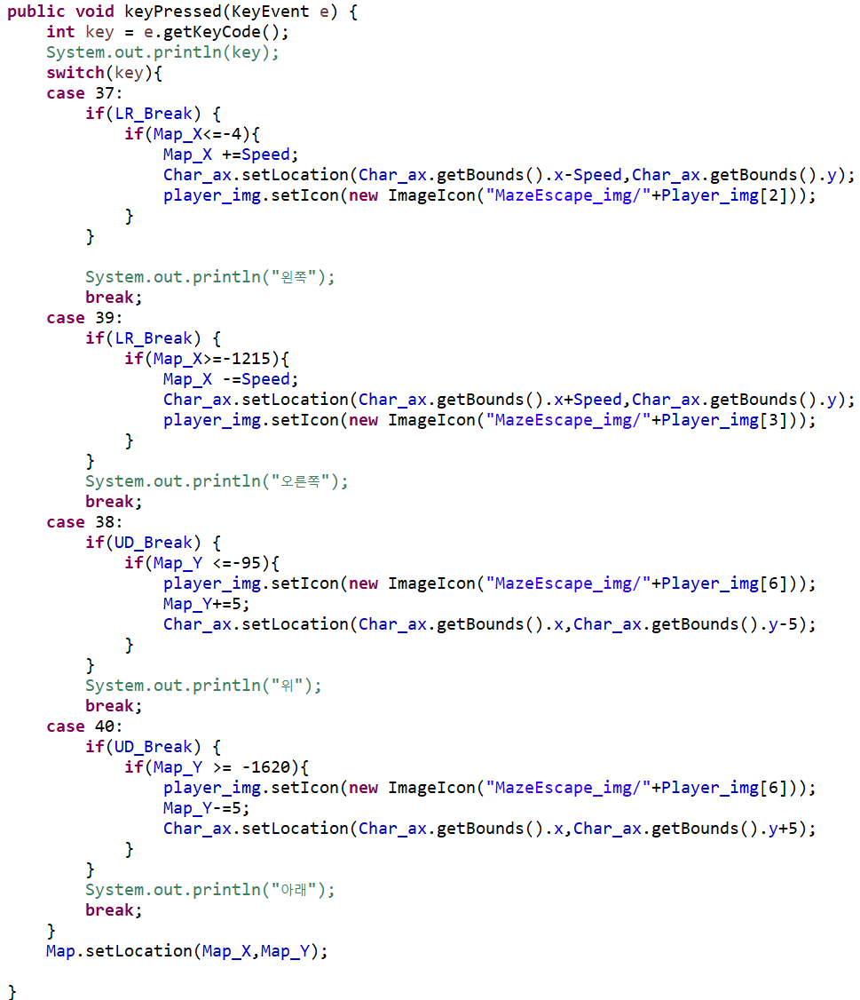 public void keyPressed(KeyEvent e) {
    int key = e.getKeyCode();
    System.out.println(key);
    switch(key){
    case 37:
        if(LR_Break) {
            if(Map_X<=-4){
                Map_X +=Speed;
                Char_ax.setLocation(Char_ax.getBounds().x-Speed,Char_ax.getBounds().y);
                player_img.setIcon(new ImageIcon("MazeEscape_img/"+Player_img[2]));
            }
        }

        System.out.println("왼쪽");
        break;
    case 39:
        if(LR_Break) {
            if(Map_X>=-1215){
                Map_X -=Speed;
                Char_ax.setLocation(Char_ax.getBounds().x+Speed,Char_ax.getBounds().y);
                player_img.setIcon(new ImageIcon("MazeEscape_img/"+Player_img[3]));
            }
        }
        System.out.println("오른쪽");
        break;
    case 38:
        if(UD_Break) {
            if(Map_Y <=-95){
                player_img.setIcon(new ImageIcon("MazeEscape_img/"+Player_img[6]));
                Map_Y+=5;
                Char_ax.setLocation(Char_ax.getBounds().x,Char_ax.getBounds().y-5);
            }
        }
        System.out.println("위");
        break;
    case 40:
        if(UD_Break) {
            if(Map_Y >= -1620){
                player_img.setIcon(new ImageIcon("MazeEscape_img/"+Player_img[6]));
                Map_Y-=5;
                Char_ax.setLocation(Char_ax.getBounds().x,Char_ax.getBounds().y+5);
            }
        }
        System.out.println("아래");
        break;
    }
    Map.setLocation(Map_X,Map_Y);

}